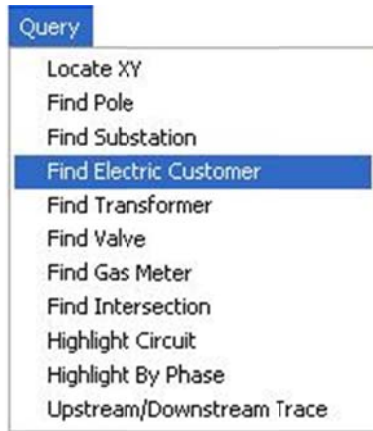 Query
Locate XY
Find Pole
Find Substation
Find Electric Customer
Find Transformer
Find Valve
Find Gas Meter
Find Intersection
Highlight Circuit
Highlight By Phase
Upstream/Downstream Trace